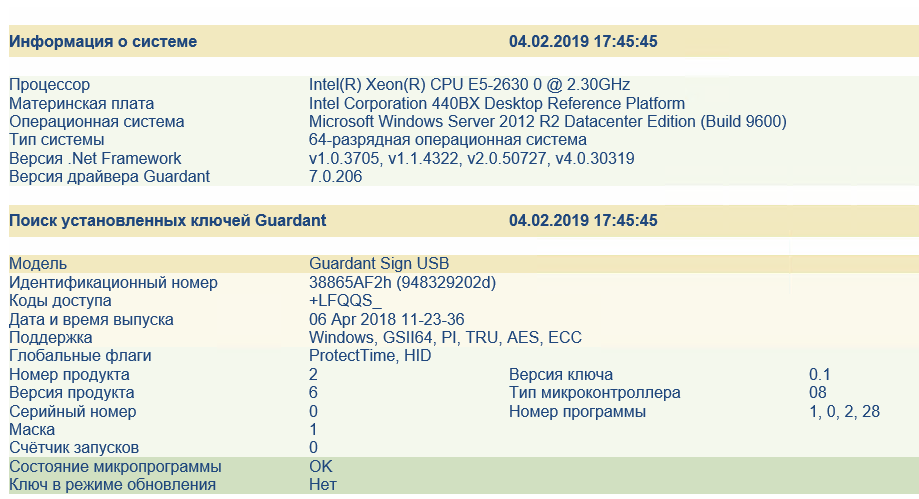 Информация о системе 04.02.2019 17:45:45
Процессор Intel(R) Xeon(R) CPU E5-2630 0 @ 2.30GHz
Материнская плата Intel Corporation 440BX Desktop Reference Platform
Операционная система Microsoft Windows Server 2012 R2 Datacenter Edition (Build 9600)
Тип системы 64-разрядная операционная система
Версия .Net Framework v1.0.3705, v1.1.4322, v2.0.50727, v4.0.30319
Версия драйвера Guardant 7.0.206
Поиск установленных ключей Guardant 04.02.2019 17:45:45
Модель Guardant Sign USB
Идентификационный номер 38865AF2h (948329202d)
Коды доступа +LFQQS_
Дата и время выпуска 06 Apr 2018 11-23-36
Поддержка Windows, GSII64, PI, TRU, AES, ECC
Глобальные флаги ProtectTime, HID
Номер продукта 2 Версия ключа 0.1
Версия продукта 6 Тип микроконтроллера 08
Серийный номер 0 Номер программы 1, 0, 2, 28
Маска 1
Счётчик запусков 0
Состояние микропрограммы OK
Ключ в режиме обновления Нет